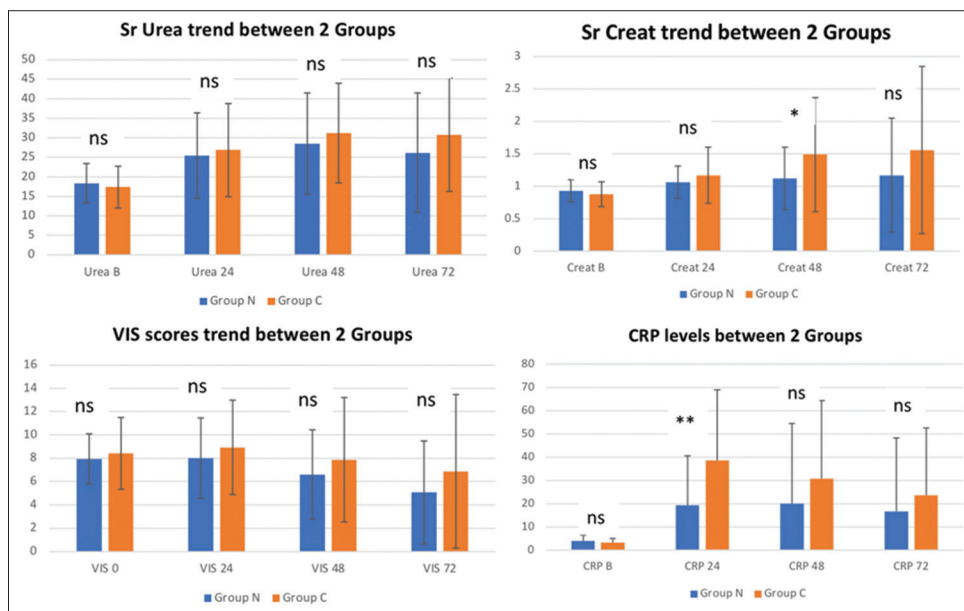 Sr Urea trend between 2 Groups
50
45
40
35
30
25
20
15
10
5
0
ns
ns
ns
ns
Urea B
Urea 24
Urea 48
Urea 72
Group N
Group C
Sr Creat trend between 2 Groups
3
2.5
2
1.5
1
0.5
0
ns
ns
*
ns
Creat B
Creat 24
Creat 48
Creat 72
Group N
Group C
VIS scores trend between 2 Groups
16
14
12
10
8
6
4
2
0
ns
ns
ns
ns
VIS 0
VIS 24
VIS 48
VIS 72
Group N
Group C
CRP levels between 2 Groups
80
70
60
50
40
30
20
10
0
ns
**
ns
ns
CRP B
CRP 24
CRP 48
CRP 72
Group N
Group C